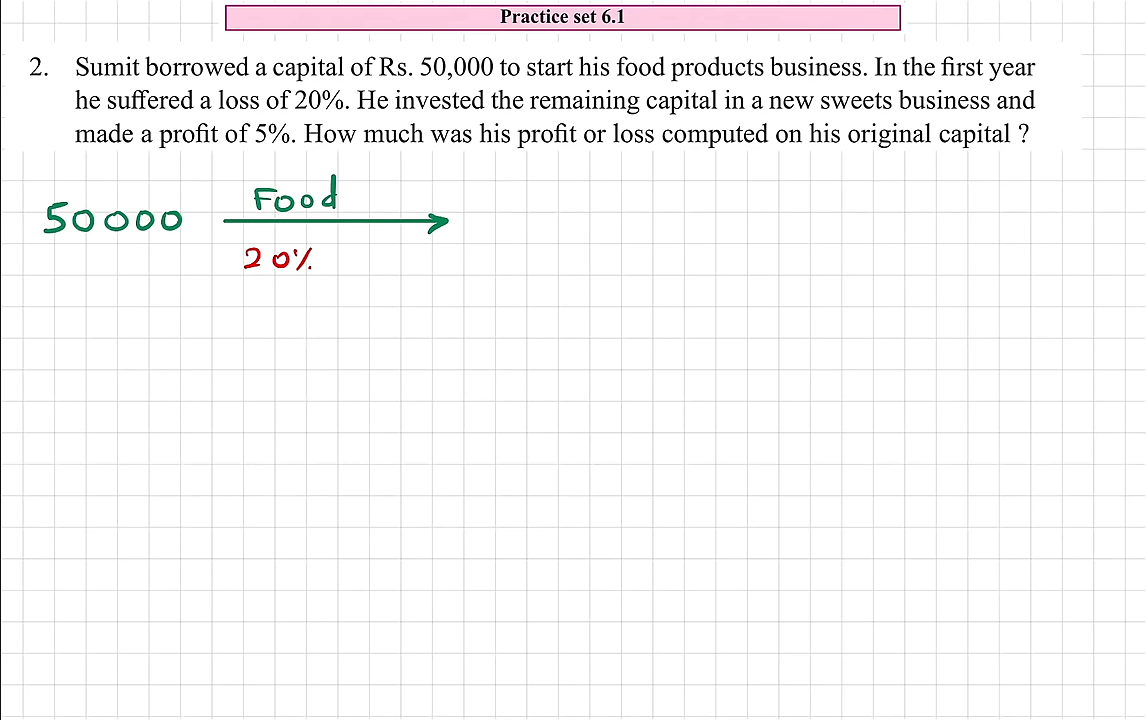 Practice set 6.1
2. Sumit borrowed a capital of Rs. 50,000 to start his food products business. In the first year
he suffered a loss of 20%. He invested the remaining capital in a new sweets business and
made a profit of 5%. How much was his profit or loss computed on his original capital ?
Food
50000
20%